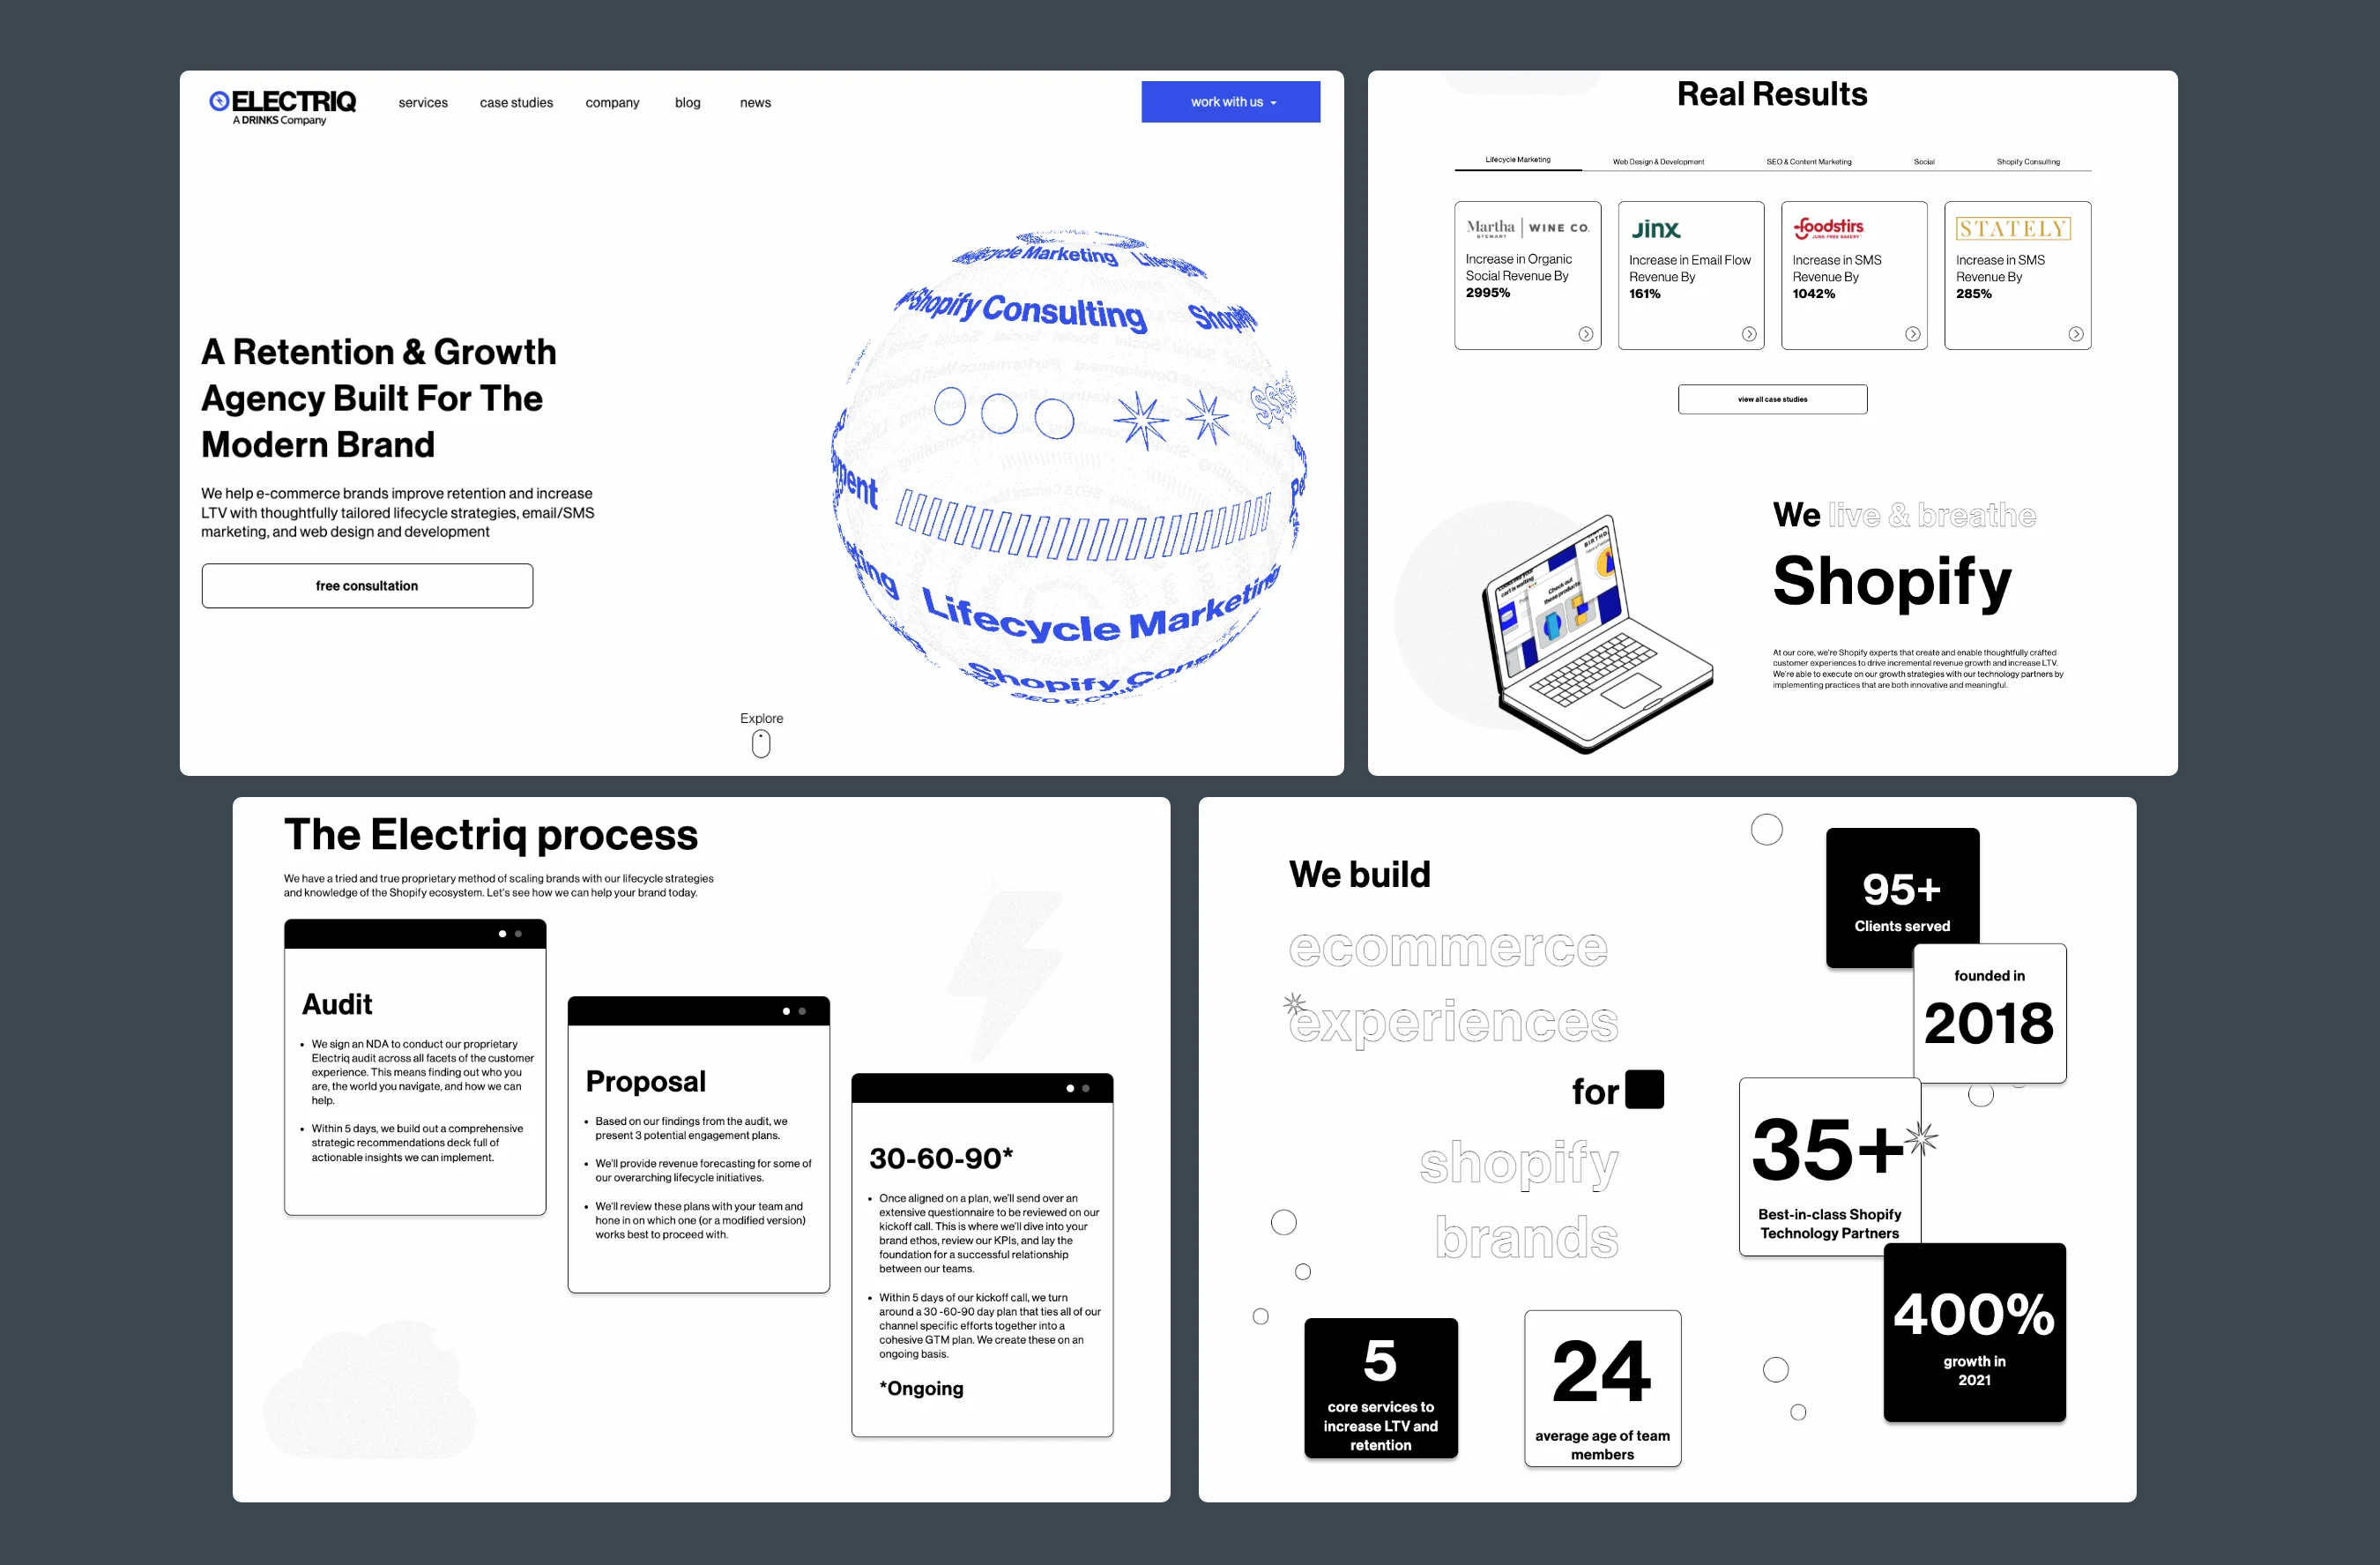 ELECTRIQ
A DRINKS Company
services
case studies
company
blog
news
work with us
A Retention & Growth
Agency Built For The
Modern Brand
We help e-commerce brands improve retention and increase
LTV with thoughtfully tailored lifecycle strategies, email/SMS
marketing, and web design and development
free consultation
Lifecycle Marketing
Shopify Consulting
Lifecycle Marketing
Shopify
Explore
Real Results
Lifecycle Marketing
Web Design & Development
SEO & Content Marketing
Social
Shopify Consulting
Martha
STEWART
WINE CO.
Increase in Organic
Social Revenue By
2995%
Jinx
Increase in Email Flow
Revenue By
161%
foodstirs
JUNK-FREE BAKERY
Increase in SMS
Revenue By
1042%
STATELY
Increase in SMS
Revenue By
285%
view all case studies
We live & breathe
Shopify
Check out
these products
At our core, we're Shopify experts that create and enable thoughtfully crafted
customer experiences to drive incremental revenue growth and increase LTV.
We're able to execute on our growth strategies with our technology partners by
implementing practices that are both innovative and meaningful.
The Electriq process
We have a tried and true proprietary method of scaling brands with our lifecycle strategies
and knowledge of the Shopify ecosystem. Let's see how we can help your brand today.
Audit
• We sign an NDA to conduct our proprietary
Electriq audit across all facets of the customer
experience. This means finding out who you
are, the world you navigate, and how we can
help.
• Within 5 days, we build out a comprehensive
strategic recommendations deck full of
actionable insights we can implement.
Proposal
• Based on our findings from the audit, we
present 3 potential engagement plans.
• We'll provide revenue forecasting for some of
our overarching lifecycle initiatives.
• We'll review these plans with your team and
hone in on which one (or a modified version)
works best to proceed with.
30-60-90*
• Once aligned on a plan, we'll send over an
extensive questionnaire to be reviewed on our
kickoff call. This is where we'll dive into your
brand ethos, review our KPIs, and lay the
foundation for a successful relationship
between our teams.
• Within 5 days of our kickoff call, we turn
around a 30 -60-90 day plan that ties all of our
channel specific efforts together into a
cohesive GTM plan. We create these on an
ongoing basis.
*Ongoing
We build
ecommerce
experiences
for
shopify
brands
95+
Clients served
founded in
2018
35+
Best-in-class Shopify
Technology Partners
400%
growth in
2021
5
core services to
increase LTV and
retention
24
average age of team
members